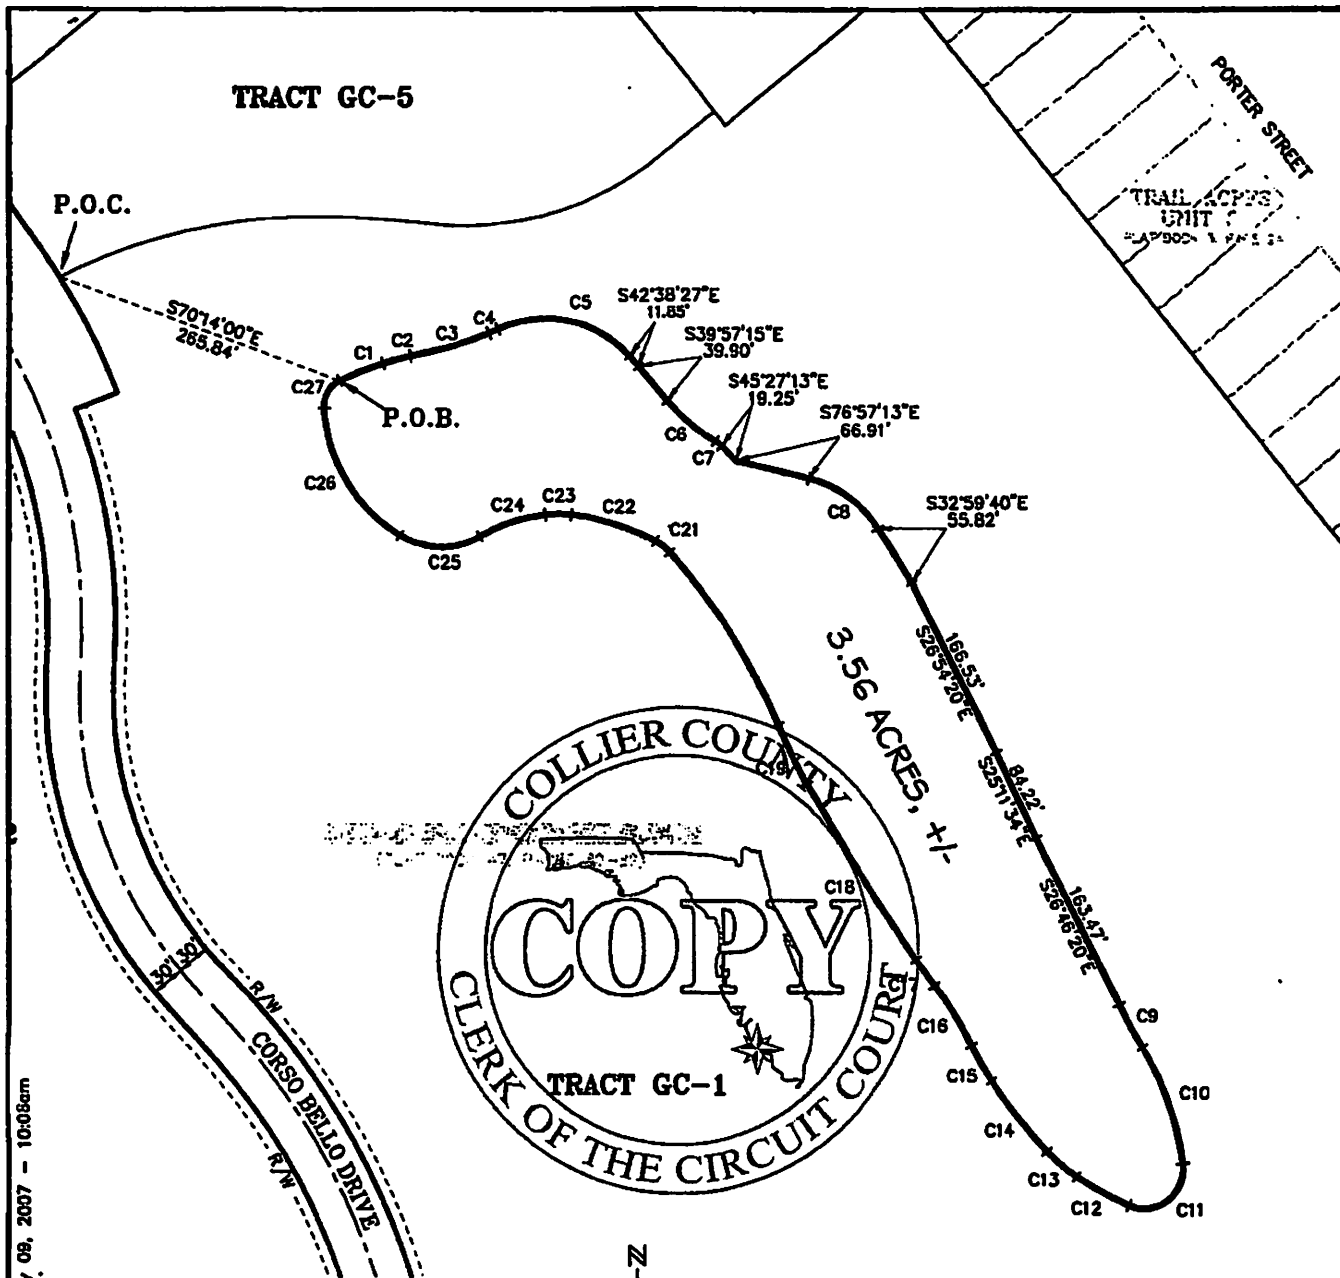 TRACT GC-5
PORTER STREET
P.O.C.
S70°14'00"E
265.84'
C1
C2
C3
C4
C5
S42°38'27"E
11.85'
S39°57'15"E
39.90'
S45°27'13"E
19.25'
S76°57'13"E
66.91'
C27
P.O.B.
C6
C7
C8
S32°59'40"E
55.82'
C26
C25
C24
C23
C22
C21
166.53'
S26°54'20"E
3.56 ACRES, +/-
84.22'
S25°11'34"E
163.47'
S26°46'20"E
COLLIER COUNTY
C19
C18
COPY
CLERK OF THE CIRCUIT COURT
TRACT GC-1
C16
C15
C14
C13
C12
C11
C10
C9
30' 30'
R/W
CORSO BELLO DRIVE
R/W
09, 2007 - 10:08am
N